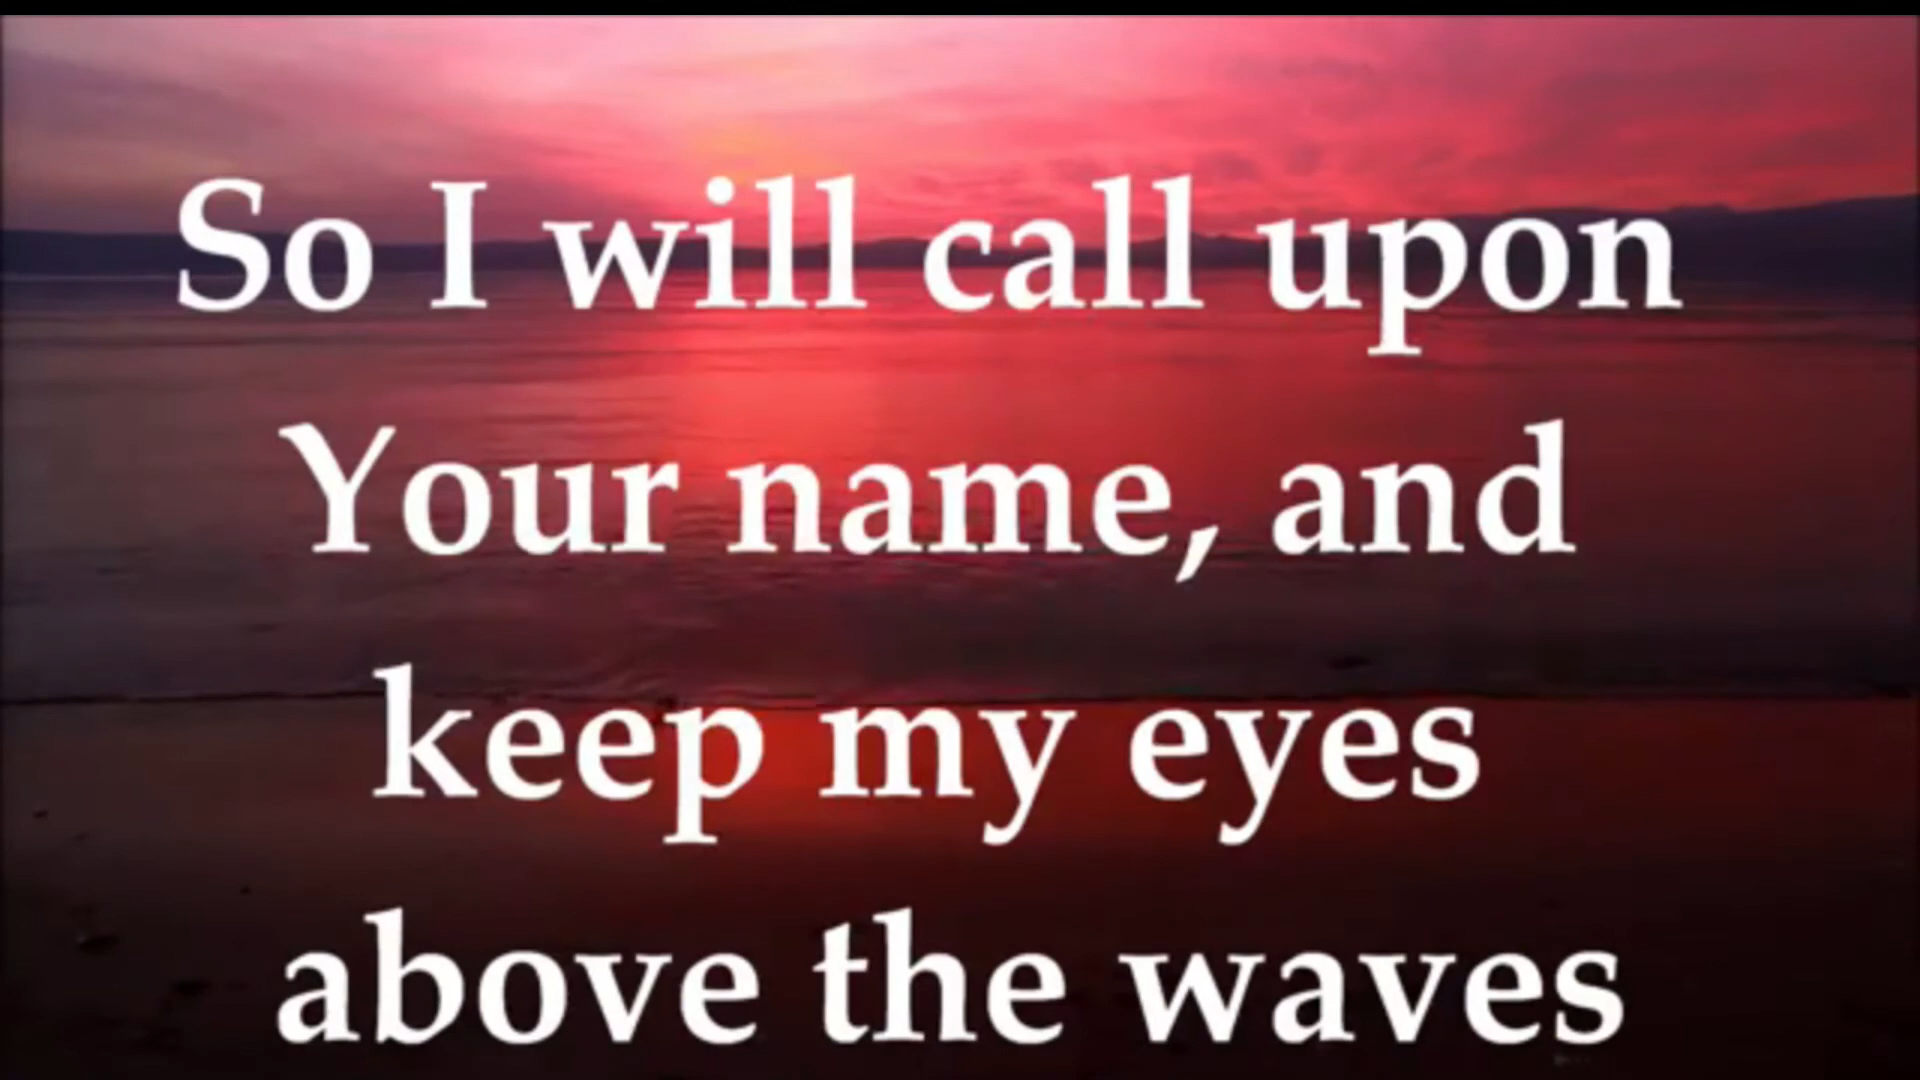 So I will call upon
Your name, and
keep my eyes
above the waves